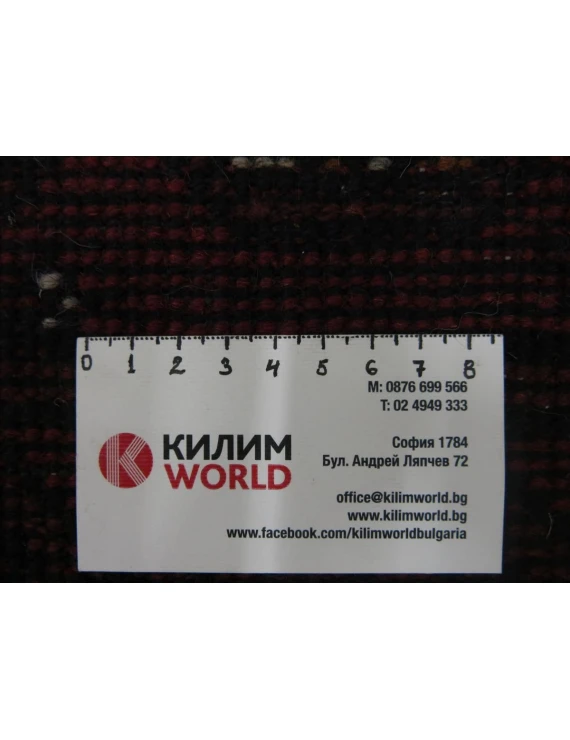 0 1 2 3 4 5 6 7 8
M: 0876 699 566
T: 02 4949 333
КИЛИМ
WORLD
София 1784
Бул. Андрей Ляпчев 72
office@kilimworld.bg
www.kilimworld.bg
www.facebook.com/kilimworldbulgaria